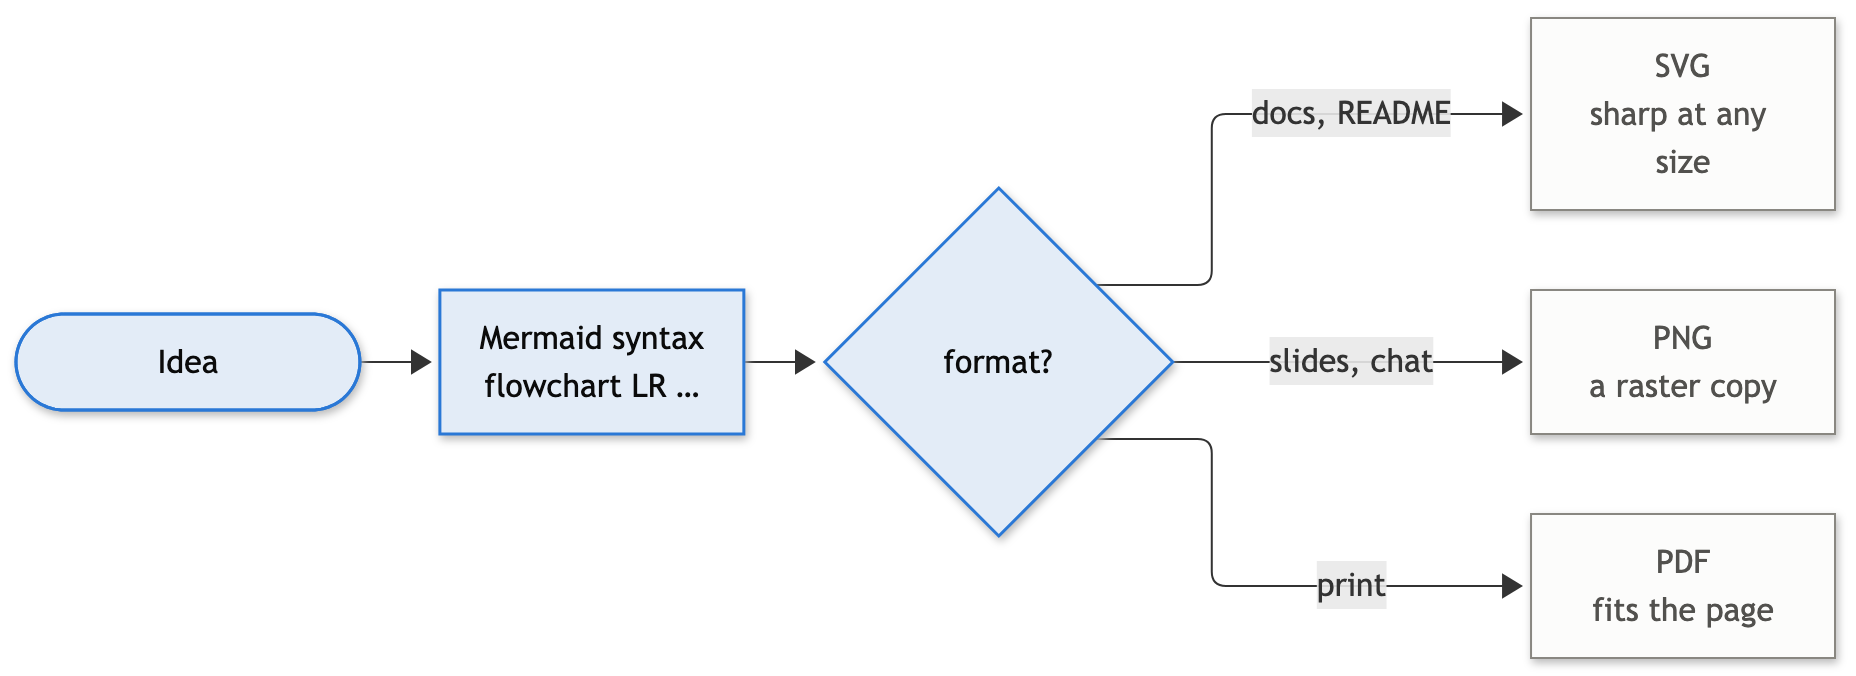 Idea
Mermaid syntax
flowchart LR ...
format?
docs, README
SVG
sharp at any
size
slides, chat
PNG
a raster copy
print
PDF
fits the page